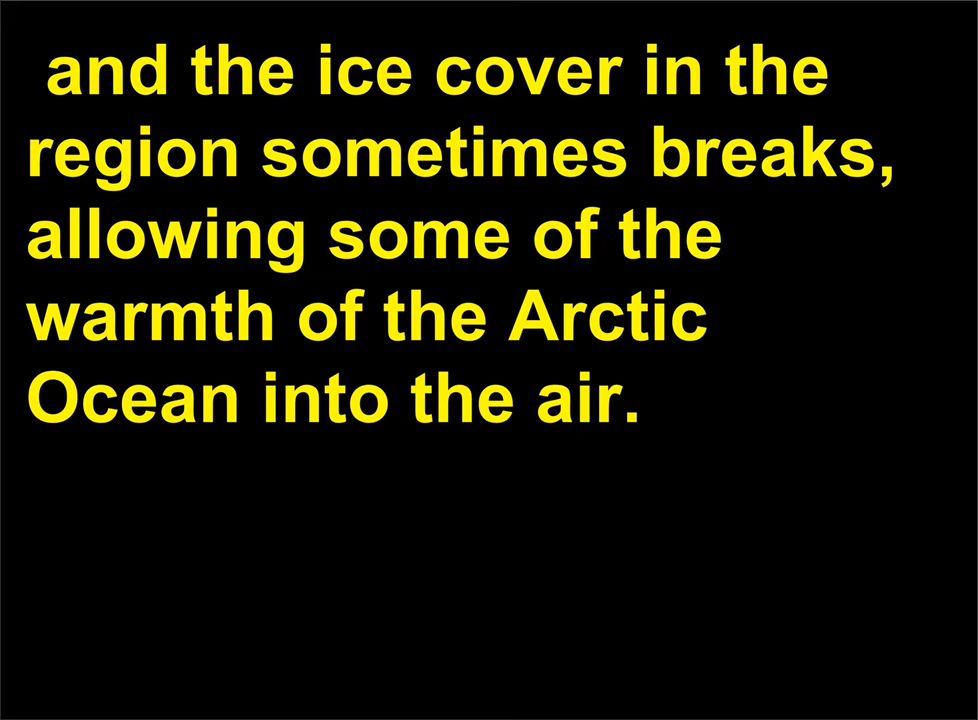 and the ice cover in the
region sometimes breaks,
allowing some of the
warmth of the Arctic
Ocean into the air.